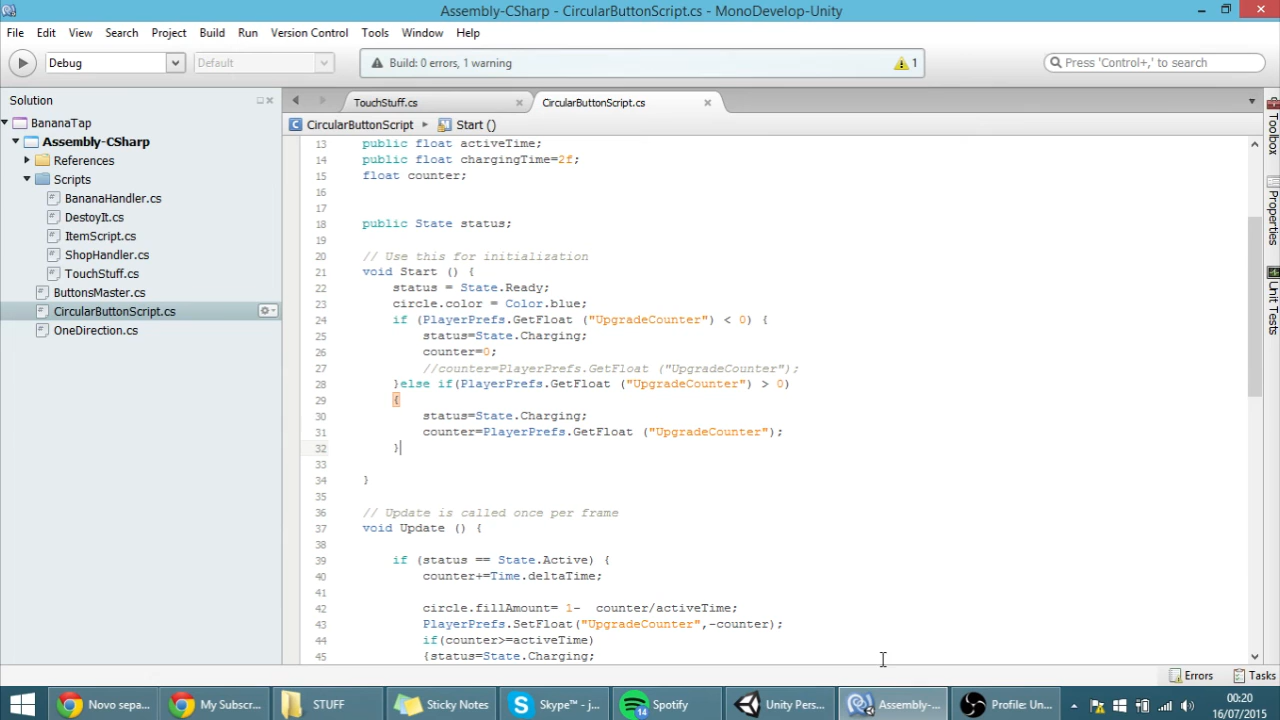 Assembly-CSharp - CircularButtonScript.cs - MonoDevelop-Unity
File Edit View Search Project Build Run Version Control Tools Window Help
Debug Default Build: 0 errors, 1 warning 1 Press 'Control+,' to search
Solution
BananaTap
Assembly-CSharp
References
Scripts
BananaHandler.cs
DestoyIt.cs
ItemScript.cs
ShopHandler.cs
TouchStuff.cs
ButtonsMaster.cs
CircularButtonScript.cs
OneDirection.cs
TouchStuff.cs CircularButtonScript.cs
CircularButtonScript Start ()
13 public float activeTime;
14 public float chargingTime=2f;
15 float counter;
16
17
18 public State status;
19
20 // Use this for initialization
21 void Start () {
22 status = State.Ready;
23 circle.color = Color.blue;
24 if (PlayerPrefs.GetFloat ("UpgradeCounter") < 0) {
25 status=State.Charging;
26 counter=0;
27 //counter=PlayerPrefs.GetFloat ("UpgradeCounter");
28 }else if(PlayerPrefs.GetFloat ("UpgradeCounter") > 0)
29 {
30 status=State.Charging;
31 counter=PlayerPrefs.GetFloat ("UpgradeCounter");
32 }
33
34 }
35
36 // Update is called once per frame
37 void Update () {
38
39 if (status == State.Active) {
40 counter+=Time.deltaTime;
41
42 circle.fillAmount= 1- counter/activeTime;
43 PlayerPrefs.SetFloat("UpgradeCounter",-counter);
44 if(counter>=activeTime)
45 {status=State.Charging;
Toolbox
Properties
Unit Tests
Errors Tasks
Novo sepa... My Subscr... STUFF Sticky Notes Skype™ - j... 14 Spotify Unity Pers... Assembly-... Profile: Un...
00:20
16/07/2015